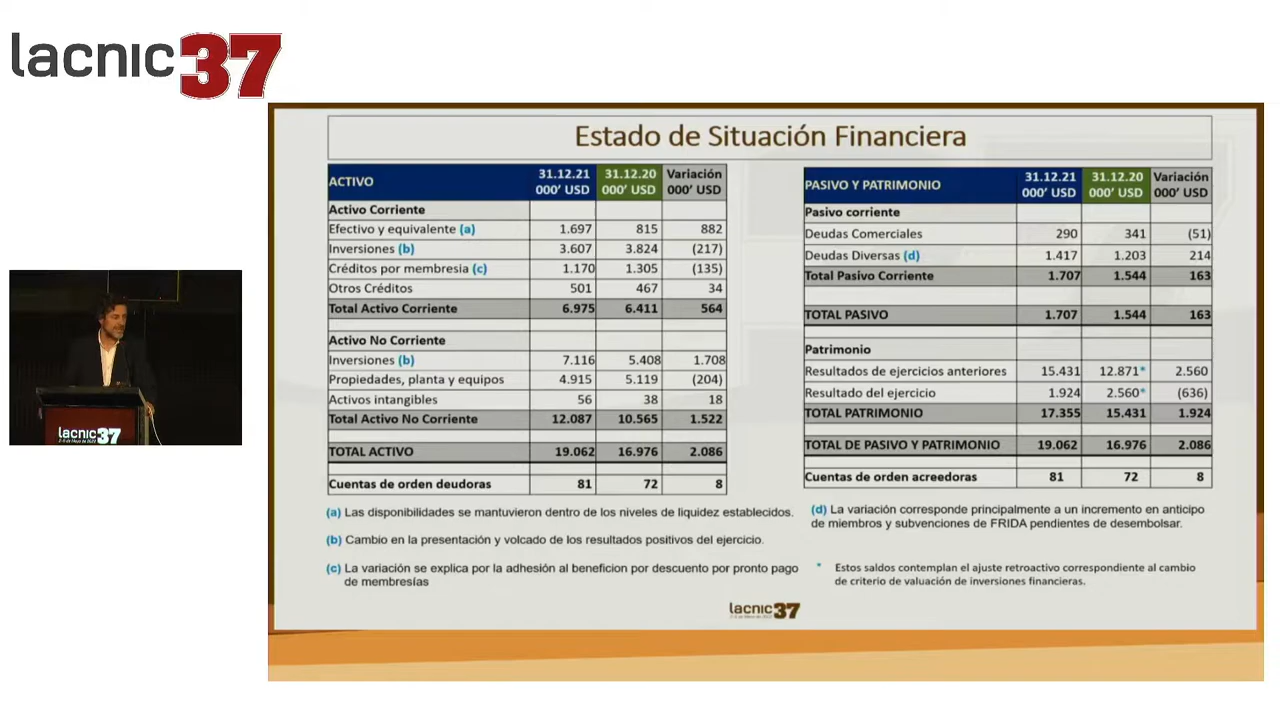 lacnic 37
Estado de Situación Financiera
ACTIVO 31.12.21 000' USD 31.12.20 000' USD Variación 000' USD
Activo Corriente
Efectivo y equivalente (a) 1.697 815 882
Inversiones (b) 3.607 3.824 (217)
Créditos por membresia (c) 1.170 1.305 (135)
Otros Créditos 501 467 34
Total Activo Corriente 6.975 6.411 564
Activo No Corriente
Inversiones (b) 7.116 5.408 1.708
Propiedades, planta y equipos 4.915 5.119 (204)
Activos intangibles 56 38 18
Total Activo No Corriente 12.087 10.565 1.522
TOTAL ACTIVO 19.062 16.976 2.086
Cuentas de orden deudoras 81 72 8
(a) Las disponibilidades se mantuvieron dentro de los niveles de liquidez establecidos.
(b) Cambio en la presentación y volcado de los resultados positivos del ejercicio.
(c) La variación se explica por la adhesión al beneficion por descuento por pronto pago
de membresías
PASIVO Y PATRIMONIO 31.12.21 000' USD 31.12.20 000' USD Variación 000' USD
Pasivo corriente
Deudas Comerciales 290 341 (51)
Deudas Diversas (d) 1.417 1.203 214
Total Pasivo Corriente 1.707 1.544 163
TOTAL PASIVO 1.707 1.544 163
Patrimonio
Resultados de ejercicios anteriores 15.431 12.871* 2.560
Resultado del ejercicio 1.924 2.560* (636)
TOTAL PATRIMONIO 17.355 15.431 1.924
TOTAL DE PASIVO Y PATRIMONIO 19.062 16.976 2.086
Cuentas de orden acreedoras 81 72 8
(d) La variación corresponde principalmente a un incremento en anticipo
de miembros y subvenciones de FRIDA pendientes de desembolsar.
* Estos saldos contemplan el ajuste retroactivo correspondiente al cambio
de criterio de valuación de inversiones financieras.
lacnic 37
lacnic 37